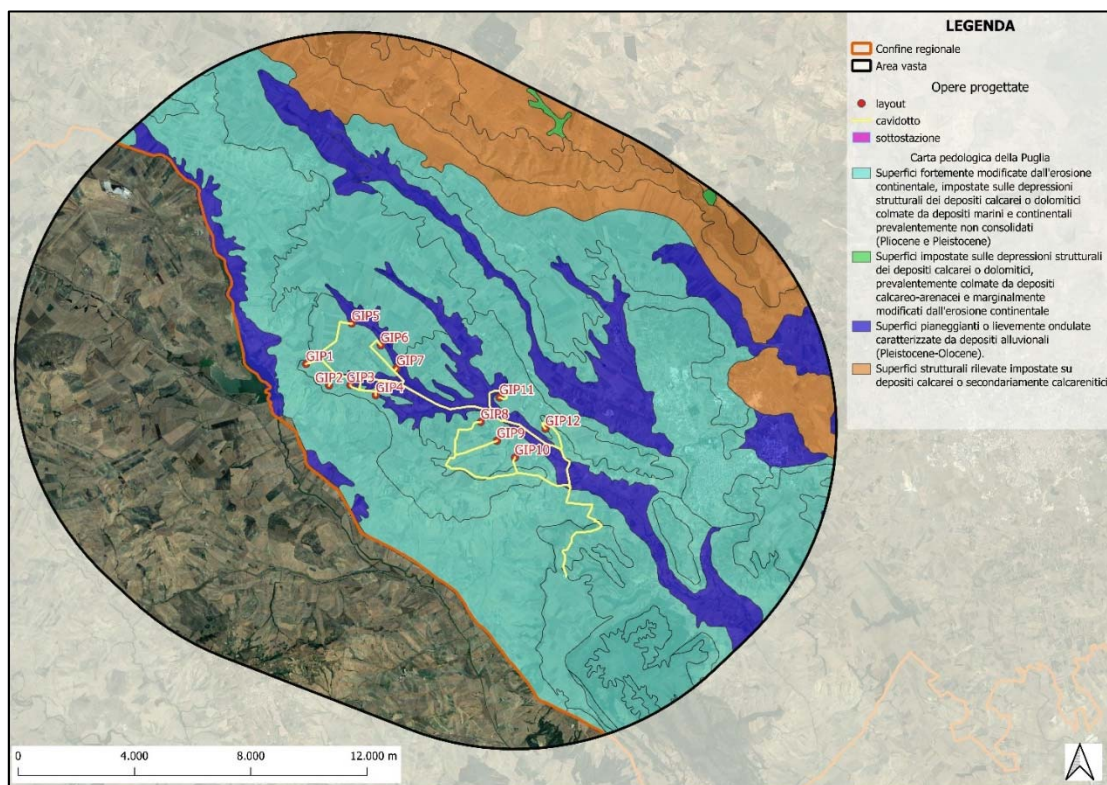 LEGENDA
Confine regionale
Area vasta
Opere progettate
layout
cavidotto
sottostazione
Carta pedologica della Puglia
Superfici fortemente modificate dall'erosione
continentale, impostate sulle depressioni
strutturali dei depositi calcarei o dolomitici
colmate da depositi marini e continentali
prevalentemente non consolidati
(Pliocene e Pleistocene)
Superfici impostate sulle depressioni strutturali
dei depositi calcarei o dolomitici,
prevalentemente colmate da depositi
calcareo-arenacei e marginalmente
modificati dall'erosione continentale
Superfici pianeggianti o lievemente ondulate
caratterizzate da depositi alluvionali
(Pleistocene-Olocene).
Superfici strutturali rilevate impostate su
depositi calcarei o secondariamente calcarenitici
GIP5
GIP6
GIP1
GIP7
GIP2
GIP3
GIP4
GIP11
GIP8
GIP12
GIP9
GIP10
0 4.000 8.000 12.000 m